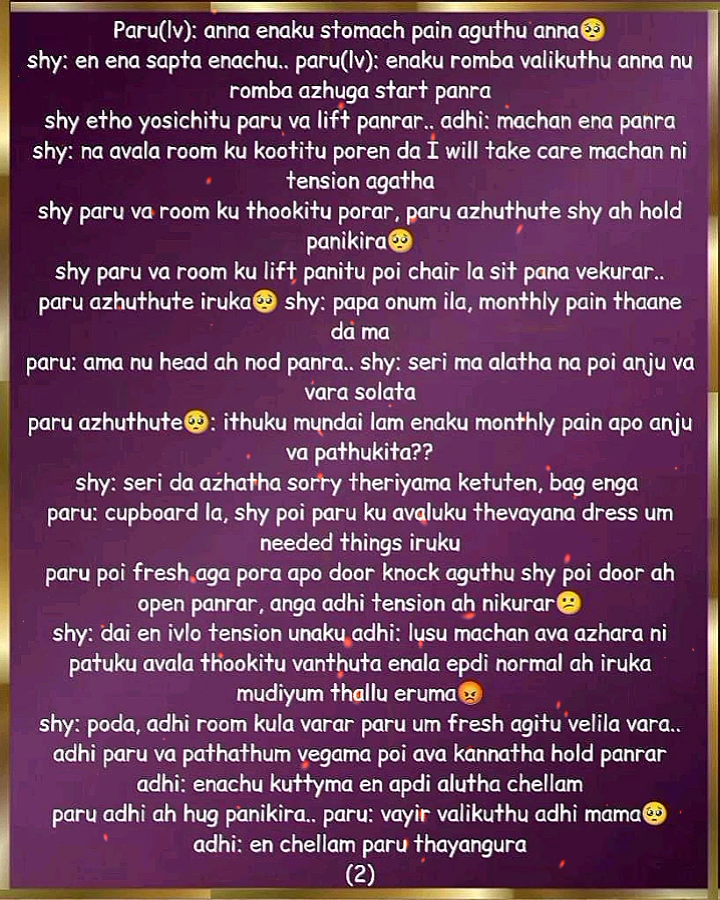 Paru(lv): anna enaku stomach pain aguthu anna🥺
shy: en ena sapta enachu.. paru(lv): enaku romba valikuthu anna nu
romba azhuga start panra
shy etho yosichitu paru va lift panrar.. adhi: machan ena panra
shy: na avala room ku kootitu poren da I will take care machan ni
tension agatha
shy paru va room ku thookitu porar, paru azhuthute shy ah hold
panikira🥺
shy paru va room ku lift panitu poi chair la sit pana vekurar..
paru azhuthute iruka🥺 shy: papa onum ila, monthly pain thaane
da ma
paru: ama nu head ah nod panra.. shy: seri ma alatha na poi anju va
vara solata
paru azhuthute🥺: ithuku mundai lam enaku monthly pain apo anju
va pathukita??
shy: seri da azhatha sorry theriyama ketuten, bag enga
paru: cupboard la, shy poi paru ku avaluku thevayana dress um
needed things iruku
paru poi fresh aga pora apo door knock aguthu shy poi door ah
open panrar, anga adhi tension ah nikurar😕
shy: dai en ivlo tension unaku adhi: lusu machan ava azhara ni
patuku avala thookitu vanthuta enala epdi normal ah iruka
mudiyum thallu eruma😡
shy: poda, adhi room kula varar paru um fresh agitu velila vara..
adhi paru va pathathum vegama poi ava kannatha hold panrar
adhi: enachu kuttyma en apdi alutha chellam
paru adhi ah hug panikira.. paru: vayir valikuthu adhi mama🥺
adhi: en chellam paru thayangura
(2)